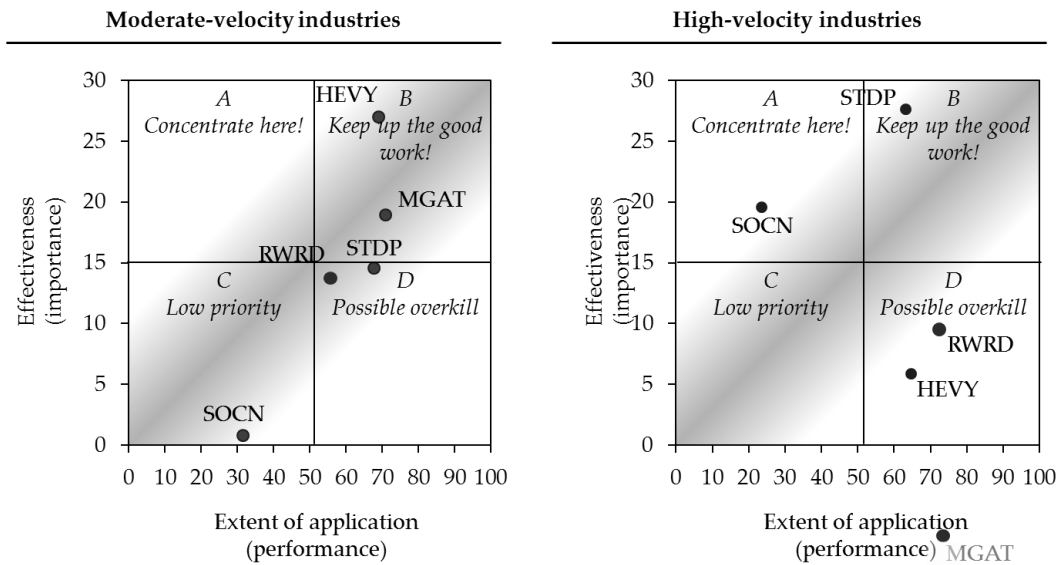 Moderate-velocity industries
High-velocity industries
Effectiveness
(importance)
30
25
20
15
10
5
0
A
Concentrate here!
B
Keep up the good
work!
C
Low priority
D
Possible overkill
HEVY
MGAT
STDP
RWRD
SOCN
0 10 20 30 40 50 60 70 80 90 100
Extent of application
(performance)
Effectiveness
(importance)
30
25
20
15
10
5
0
A
Concentrate here!
B
Keep up the good
work!
C
Low priority
D
Possible overkill
STDP
SOCN
RWRD
HEVY
0 10 20 30 40 50 60 70 80 90 100
Extent of application
(performance)
MGAT